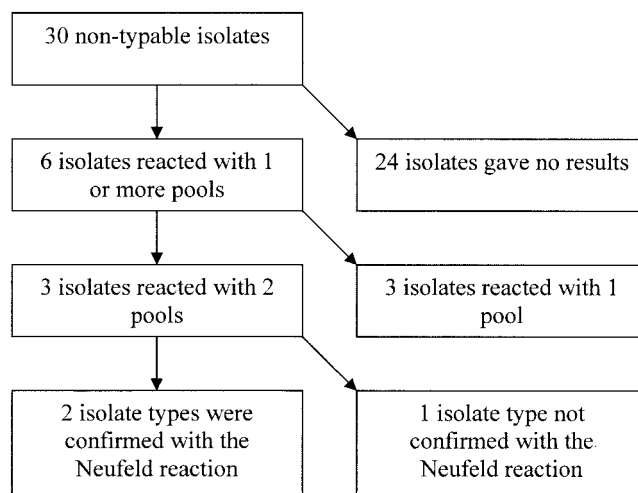 30 non-typable isolates
6 isolates reacted with 1
or more pools
24 isolates gave no results
3 isolates reacted with 2
pools
3 isolates reacted with 1
pool
2 isolate types were
confirmed with the
Neufeld reaction
1 isolate type not
confirmed with the
Neufeld reaction